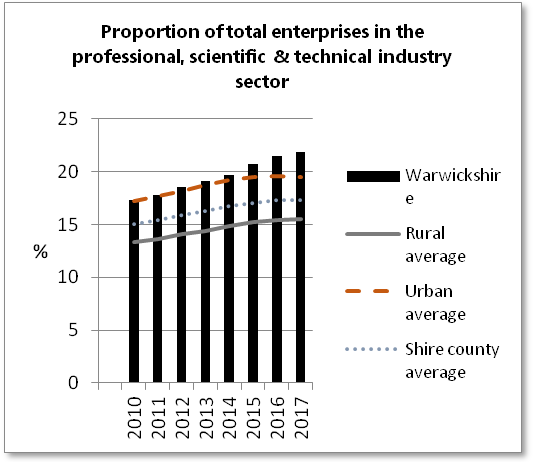 Proportion of total enterprises in the
professional, scientific & technical industry
sector
25
20
15
10
5
0
%
2010
2011
2012
2013
2014
2015
2016
2017
Warwickshir
e
Rural
average
Urban
average
Shire county
average